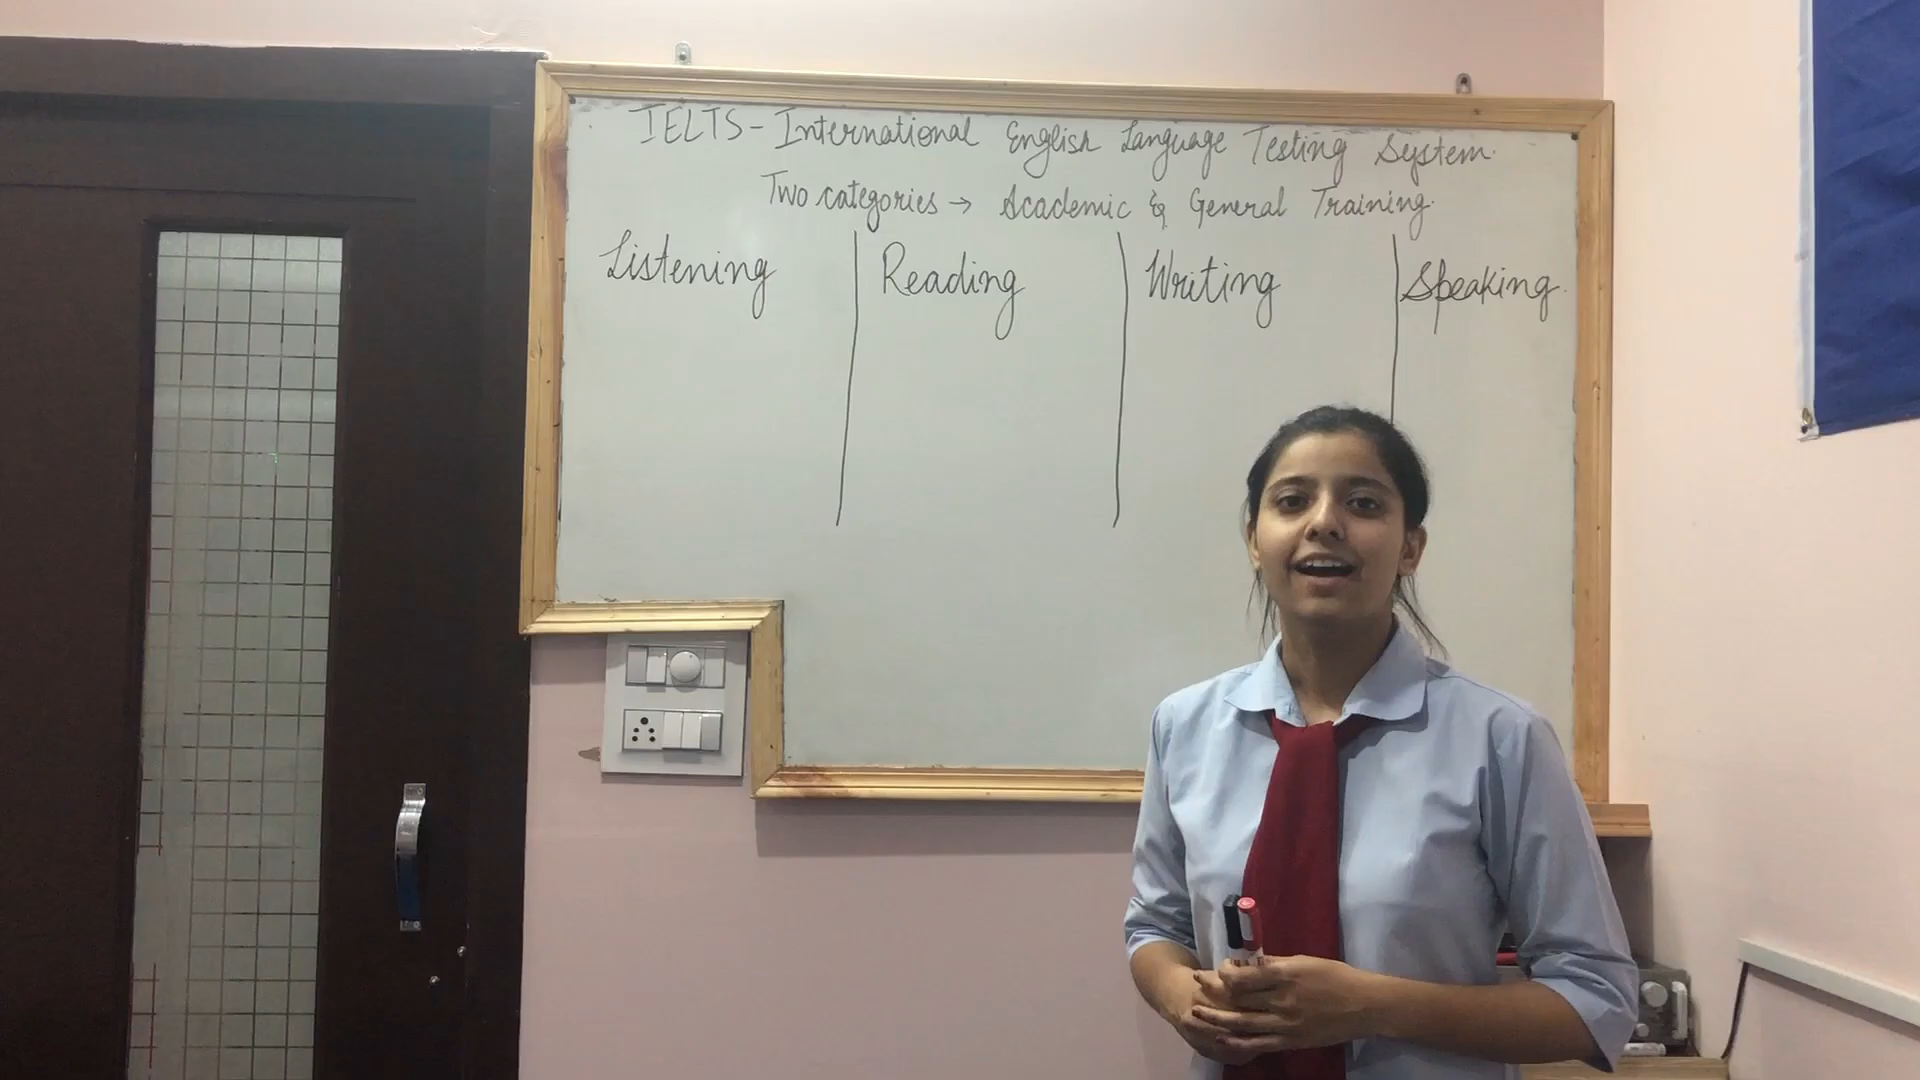 IELTS - International English Language Testing System.
Two categories → Academic & General Training.
Listening Reading Writing Speaking.